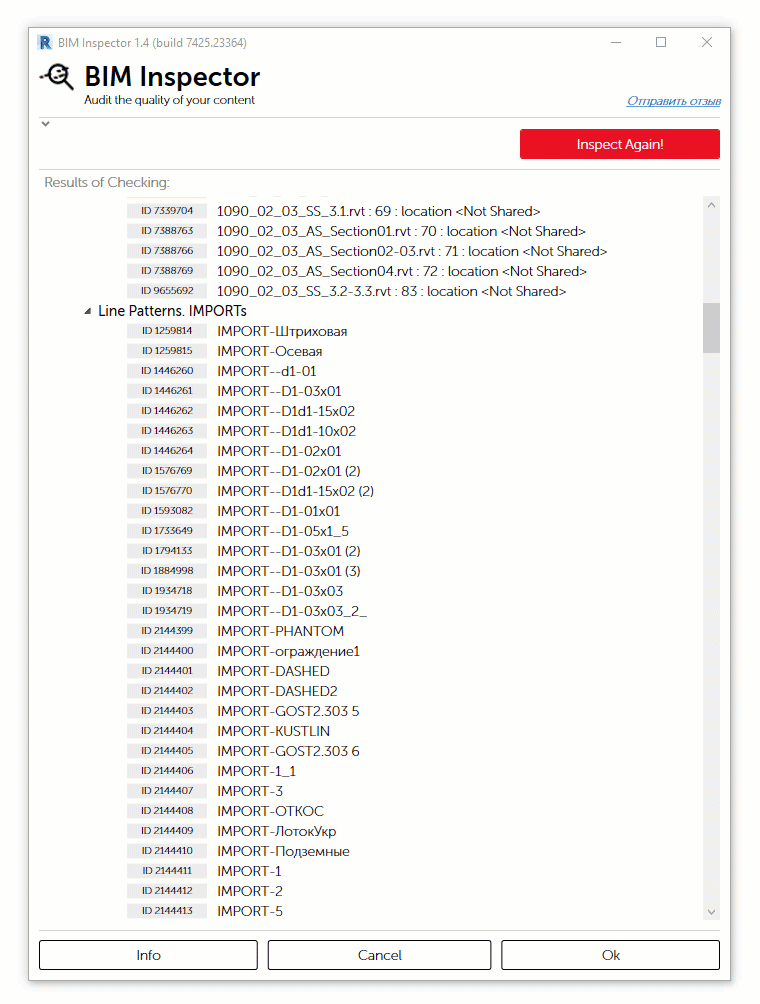 BIM Inspector 1.4 (build 7425.23364)
BIM Inspector
Audit the quality of your content
Отправить отзыв
Inspect Again!
Results of Checking:
ID 7339704 1090_02_03_SS_3.1.rvt : 69 : location <Not Shared>
ID 7388763 1090_02_03_AS_Section01.rvt : 70 : location <Not Shared>
ID 7388766 1090_02_03_AS_Section02-03.rvt : 71 : location <Not Shared>
ID 7388769 1090_02_03_AS_Section04.rvt : 72 : location <Not Shared>
ID 9655692 1090_02_03_SS_3.2-3.3.rvt : 83 : location <Not Shared>
Line Patterns. IMPORTs
ID 1259814 IMPORT-Штриховая
ID 1259815 IMPORT-Осевая
ID 1446260 IMPORT--d1-01
ID 1446261 IMPORT--D1-03x01
ID 1446262 IMPORT--D1d1-15x02
ID 1446263 IMPORT--D1d1-10x02
ID 1446264 IMPORT--D1-02x01
ID 1576769 IMPORT--D1-02x01 (2)
ID 1576770 IMPORT--D1d1-15x02 (2)
ID 1593082 IMPORT--D1-01x01
ID 1733649 IMPORT--D1-05x1_5
ID 1794133 IMPORT--D1-03x01 (2)
ID 1884998 IMPORT--D1-03x01 (3)
ID 1934718 IMPORT--D1-03x03
ID 1934719 IMPORT--D1-03x03_2_
ID 2144399 IMPORT-PHANTOM
ID 2144400 IMPORT-ограждение1
ID 2144401 IMPORT-DASHED
ID 2144402 IMPORT-DASHED2
ID 2144403 IMPORT-GOST2.303 5
ID 2144404 IMPORT-KUSTLIN
ID 2144405 IMPORT-GOST2.303 6
ID 2144406 IMPORT-1_1
ID 2144407 IMPORT-3
ID 2144408 IMPORT-ОТКОС
ID 2144409 IMPORT-ЛотокУкр
ID 2144410 IMPORT-Подземные
ID 2144411 IMPORT-1
ID 2144412 IMPORT-2
ID 2144413 IMPORT-5
Info Cancel Ok